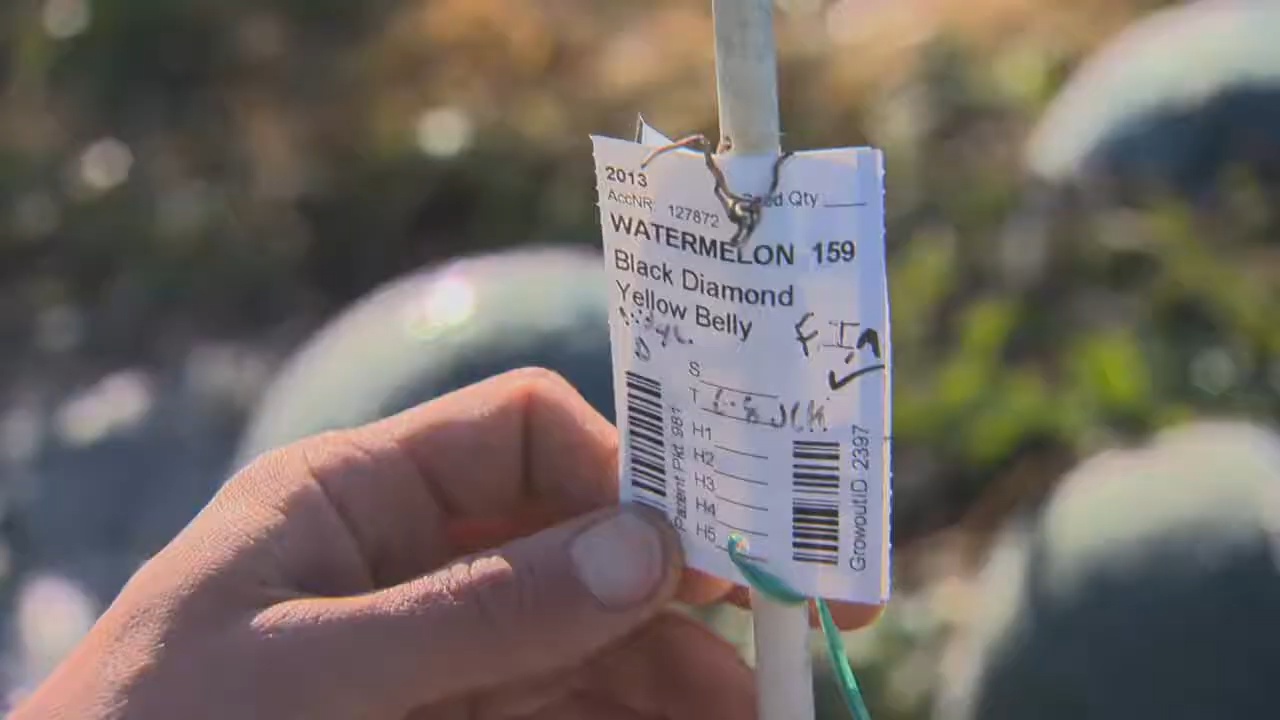 2013
AccNR: 127872 Seed Qty
WATERMELON 159
Black Diamond
Yellow Belly
S
T
H1
H2
H3
H4
H5
Parent Pkt 981
GrowoutID 2397